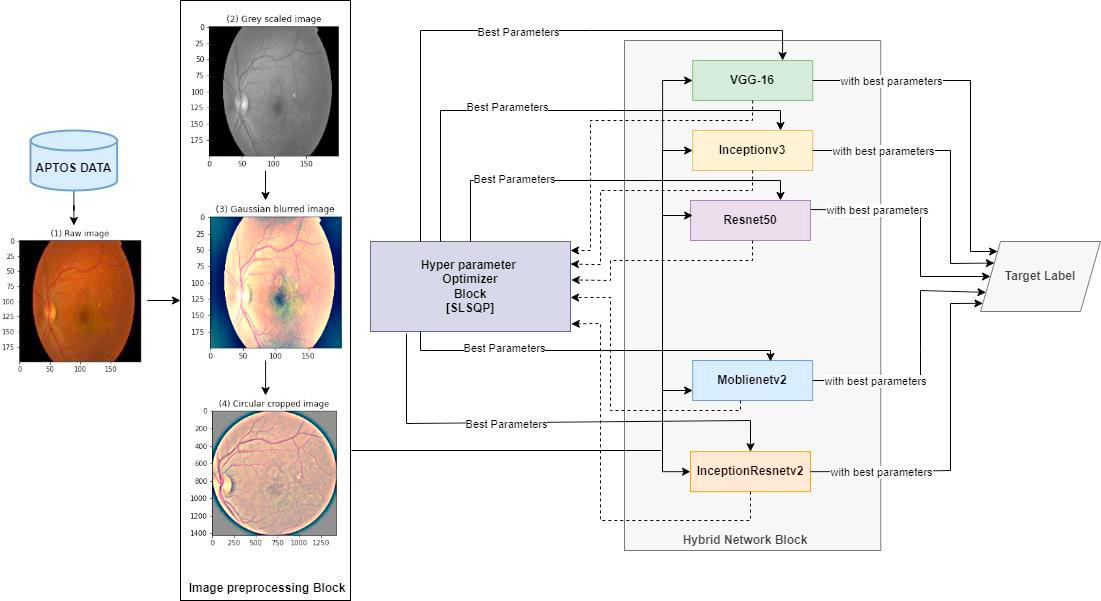 APTOS DATA
(1) Raw image
0
25
50
75
100
125
150
175
0 50 100 150
(2) Grey scaled image
0
25
50
75
100
125
150
175
0 50 100 150
(3) Gaussian blurred image
0
25
50
75
100
125
150
175
0 50 100 150
(4) Circular cropped image
0
200
400
600
800
1000
1200
1400
0 250 500 750 1000 1250
Image preprocessing Block
Hyper parameter
Optimizer
Block
[SLSQP]
Best Parameters
Best Parameters
Best Parameters
Best Parameters
Best Parameters
VGG-16
Inceptionv3
Resnet50
Moblienetv2
InceptionResnetv2
Hybrid Network Block
with best parameters
with best parameters
with best parameters
with best parameters
with best parameters
Target Label